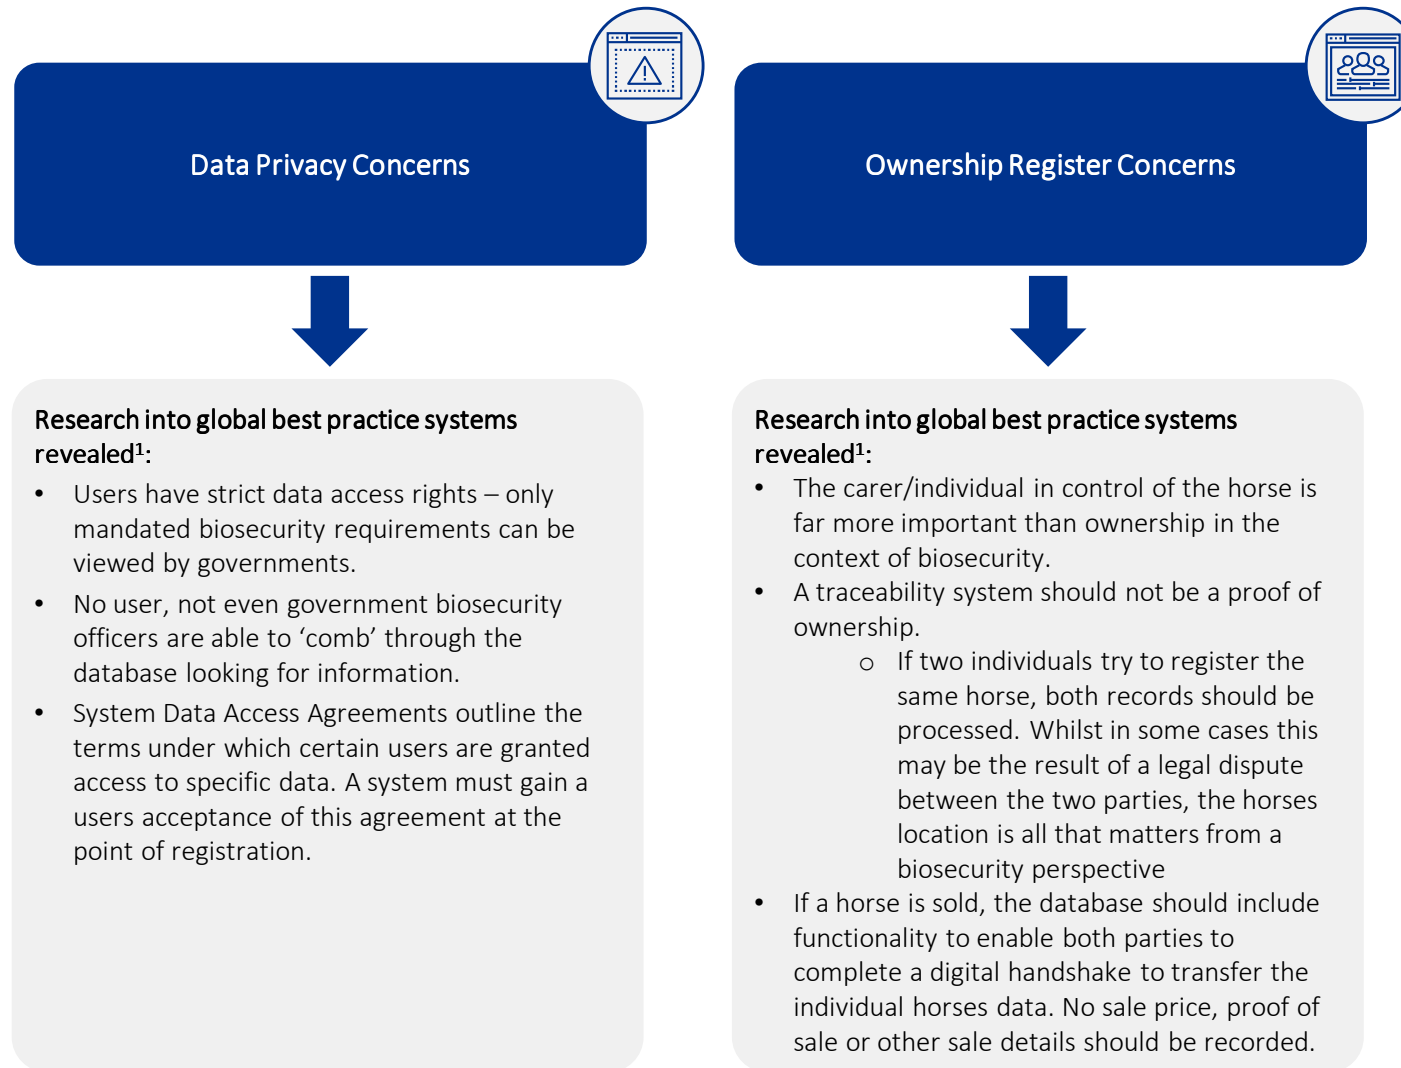 Data Privacy Concerns
Research into global best practice systems
revealed¹:
• Users have strict data access rights – only
mandated biosecurity requirements can be
viewed by governments.
• No user, not even government biosecurity
officers are able to ‘comb’ through the
database looking for information.
• System Data Access Agreements outline the
terms under which certain users are granted
access to specific data. A system must gain a
users acceptance of this agreement at the
point of registration.
Ownership Register Concerns
Research into global best practice systems
revealed¹:
• The carer/individual in control of the horse is
far more important than ownership in the
context of biosecurity.
• A traceability system should not be a proof of
ownership.
o If two individuals try to register the
same horse, both records should be
processed. Whilst in some cases this
may be the result of a legal dispute
between the two parties, the horses
location is all that matters from a
biosecurity perspective
• If a horse is sold, the database should include
functionality to enable both parties to
complete a digital handshake to transfer the
individual horses data. No sale price, proof of
sale or other sale details should be recorded.